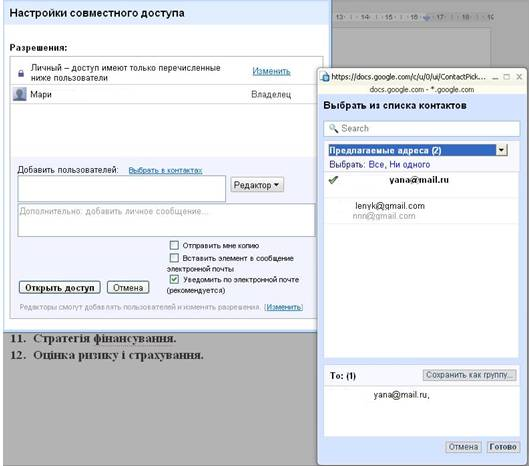 Настройки совместного доступа
Разрешения:
Личный – доступ имеют только перечисленные
ниже пользователи
Изменить
Мари
Владелец
Добавить пользователей:
Выбрать в контактах
Редактор
Дополнительно: добавить личное сообщение...
Отправить мне копию
Вставить элемент в сообщение
электронной почты
Уведомить по электронной почте
(рекомендуется)
Открыть доступ
Отмена
Редакторы смогут добавлять пользователей и изменять разрешения. [Изменить]
11. Стратегія фінансування.
12. Оцінка ризику і страхування.
13 14 15 16 17 18
https://docs.google.com/c/u/0/ui/ContactPick...
docs.google.com - *.google.com
Выбрать из списка контактов
Search
Предлагаемые адреса (2)
Выбрать: Все, Ни одного
yana@mail.ru
lenyk@gmail.com
nnn@gmail.com
To: (1)
Сохранить как группу...
yana@mail.ru,
Отмена
Готово